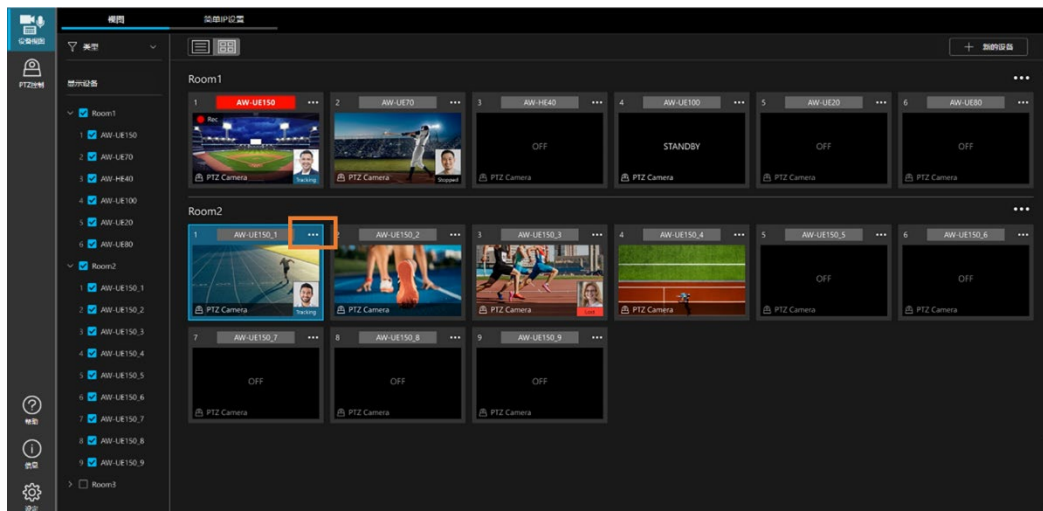 视图
简单IP设置
设备视图
类型
新的设备
PTZ控制
显示设备
Room1
1 AW-UE150
2 AW-UE70
3 AW-HE40
4 AW-UE100
5 AW-UE20
6 AW-UE80
Room2
1 AW-UE150_1
2 AW-UE150_2
3 AW-UE150_3
4 AW-UE150_4
5 AW-UE150_5
6 AW-UE150_6
7 AW-UE150_7
8 AW-UE150_8
9 AW-UE150_9
Room3
帮助
信息
设定
Room1
1 AW-UE150
Rec
PTZ Camera
Tracking
2 AW-UE70
PTZ Camera
Stopped
3 AW-HE40
OFF
PTZ Camera
4 AW-UE100
STANDBY
PTZ Camera
5 AW-UE20
OFF
PTZ Camera
6 AW-UE80
OFF
PTZ Camera
Room2
1 AW-UE150_1
PTZ Camera
Tracking
2 AW-UE150_2
PTZ Camera
3 AW-UE150_3
PTZ Camera
Lost
4 AW-UE150_4
PTZ Camera
5 AW-UE150_5
OFF
PTZ Camera
6 AW-UE150_6
OFF
PTZ Camera
7 AW-UE150_7
OFF
PTZ Camera
8 AW-UE150_8
OFF
PTZ Camera
9 AW-UE150_9
OFF
PTZ Camera